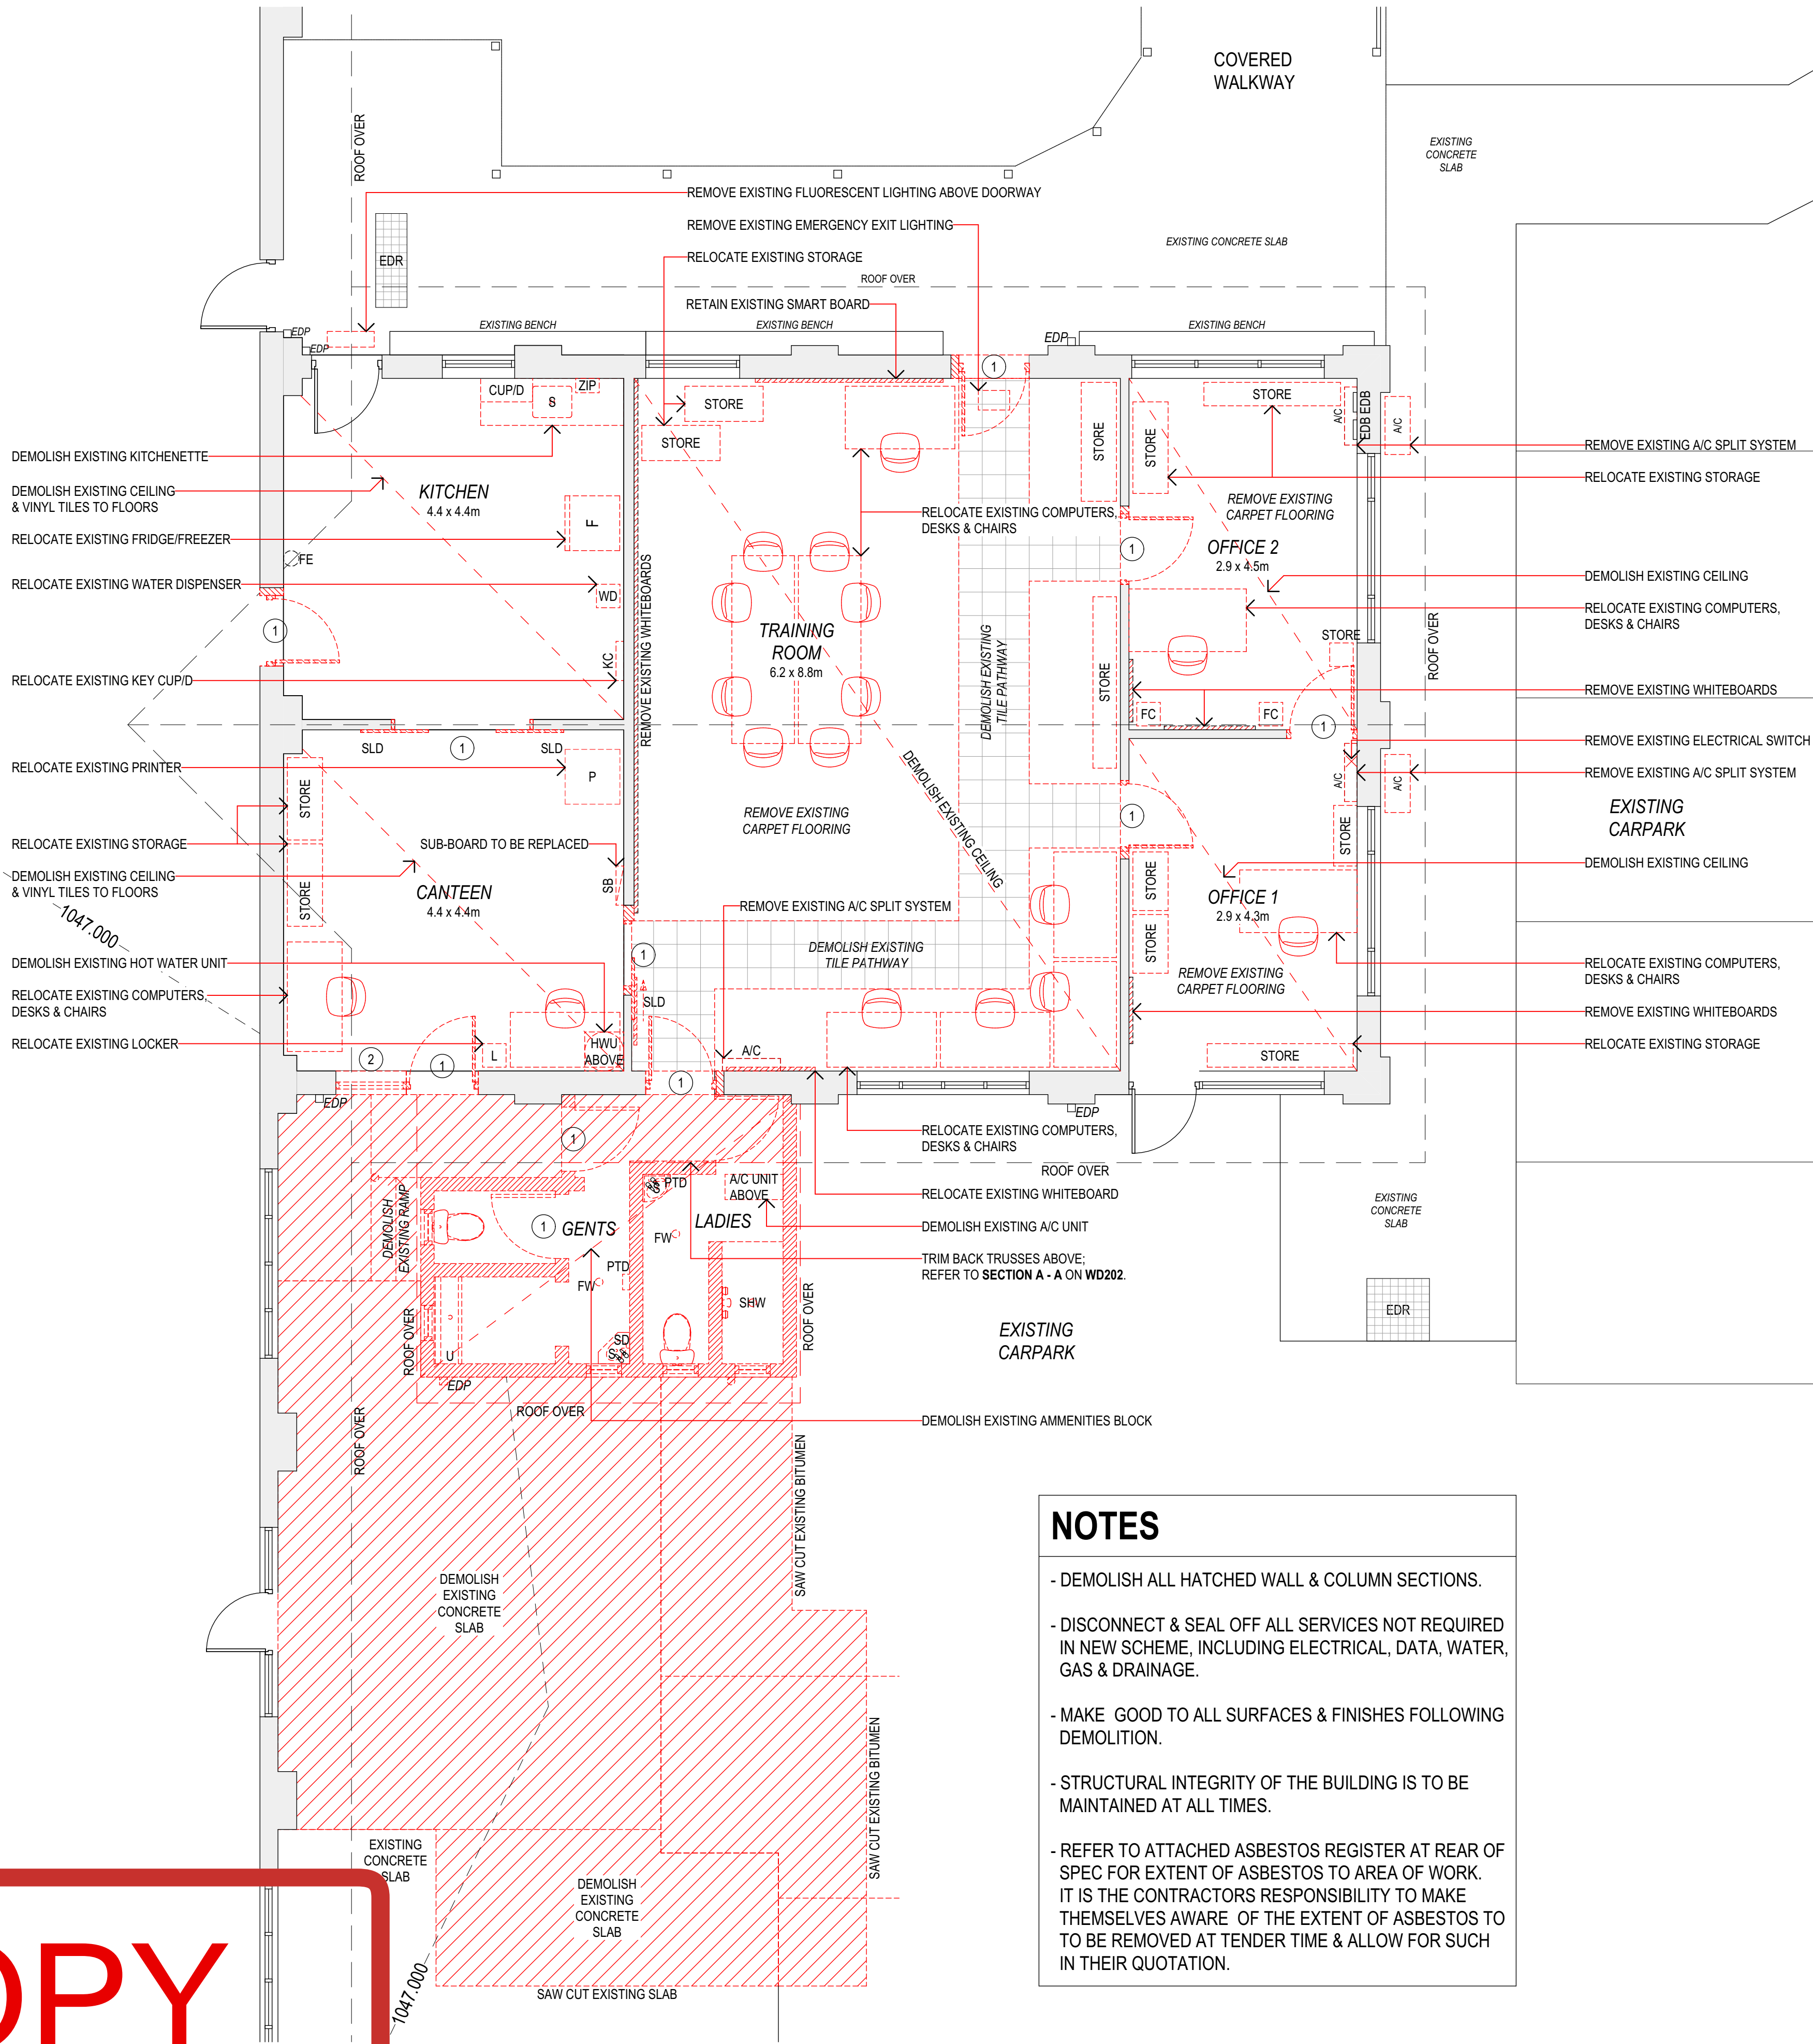 COVERED
WALKWAY
EXISTING
CONCRETE
SLAB
ROOF OVER
REMOVE EXISTING FLUORESCENT LIGHTING ABOVE DOORWAY
REMOVE EXISTING EMERGENCY EXIT LIGHTING
EXISTING CONCRETE SLAB
RELOCATE EXISTING STORAGE
EDR
ROOF OVER
RETAIN EXISTING SMART BOARD
EXISTING BENCH
EXISTING BENCH
EXISTING BENCH
EDP
EDP
EDP
1
CUP/D
S
ZIP
STORE
STORE
STORE
STORE
STORE
A/C
EDB EDB
A/C
DEMOLISH EXISTING KITCHENETTE
DEMOLISH EXISTING CEILING
& VINYL TILES TO FLOORS
RELOCATE EXISTING FRIDGE/FREEZER
RELOCATE EXISTING WATER DISPENSER
RELOCATE EXISTING KEY CUP/D
RELOCATE EXISTING PRINTER
RELOCATE EXISTING STORAGE
DEMOLISH EXISTING CEILING
& VINYL TILES TO FLOORS
1047.000
DEMOLISH EXISTING HOT WATER UNIT
RELOCATE EXISTING COMPUTERS,
DESKS & CHAIRS
RELOCATE EXISTING LOCKER
KITCHEN
4.4 x 4.4m
F
FE
WD
KC
1
REMOVE EXISTING WHITEBOARDS
SLD
1
SLD
P
STORE
STORE
SUB-BOARD TO BE REPLACED
SB
CANTEEN
4.4 x 4.4m
L
HWU
ABOVE
2
1
EDP
RELOCATE EXISTING COMPUTERS,
DESKS & CHAIRS
TRAINING
ROOM
6.2 x 8.8m
DEMOLISH EXISTING
TILE PATHWAY
STORE
REMOVE EXISTING
CARPET FLOORING
DEMOLISH EXISTING CEILING
REMOVE EXISTING A/C SPLIT SYSTEM
DEMOLISH EXISTING
TILE PATHWAY
1
SLD
A/C
1
REMOVE EXISTING
CARPET FLOORING
1
OFFICE 2
2.9 x 4.5m
STORE
FC
FC
1
ROOF OVER
A/C
A/C
1
STORE
STORE
STORE
OFFICE 1
2.9 x 4.3m
REMOVE EXISTING
CARPET FLOORING
STORE
EDP
REMOVE EXISTING A/C SPLIT SYSTEM
RELOCATE EXISTING STORAGE
DEMOLISH EXISTING CEILING
RELOCATE EXISTING COMPUTERS,
DESKS & CHAIRS
REMOVE EXISTING WHITEBOARDS
REMOVE EXISTING ELECTRICAL SWITCH
REMOVE EXISTING A/C SPLIT SYSTEM
EXISTING
CARPARK
DEMOLISH EXISTING CEILING
RELOCATE EXISTING COMPUTERS,
DESKS & CHAIRS
REMOVE EXISTING WHITEBOARDS
RELOCATE EXISTING STORAGE
RELOCATE EXISTING COMPUTERS,
DESKS & CHAIRS
ROOF OVER
RELOCATE EXISTING WHITEBOARD
DEMOLISH EXISTING A/C UNIT
TRIM BACK TRUSSES ABOVE;
REFER TO SECTION A - A ON WD202.
1
DEMOLISH
EXISTING RAMP
1
GENTS
PTD
A/C UNIT
ABOVE
LADIES
FW
FW
PTD
SHW
SD
S
U
EDP
ROOF OVER
ROOF OVER
ROOF OVER
ROOF OVER
EXISTING
CARPARK
EXISTING
CONCRETE
SLAB
EDR
DEMOLISH EXISTING AMMENITIES BLOCK
SAW CUT EXISTING BITUMEN
DEMOLISH
EXISTING
CONCRETE
SLAB
SAW CUT EXISTING BITUMEN
EXISTING
CONCRETE
SLAB
DEMOLISH
EXISTING
CONCRETE
SLAB
1047.000
SAW CUT EXISTING SLAB
NOTES
- DEMOLISH ALL HATCHED WALL & COLUMN SECTIONS.
- DISCONNECT & SEAL OFF ALL SERVICES NOT REQUIRED
IN NEW SCHEME, INCLUDING ELECTRICAL, DATA, WATER,
GAS & DRAINAGE.
- MAKE GOOD TO ALL SURFACES & FINISHES FOLLOWING
DEMOLITION.
- STRUCTURAL INTEGRITY OF THE BUILDING IS TO BE
MAINTAINED AT ALL TIMES.
- REFER TO ATTACHED ASBESTOS REGISTER AT REAR OF
SPEC FOR EXTENT OF ASBESTOS TO AREA OF WORK.
IT IS THE CONTRACTORS RESPONSIBILITY TO MAKE
THEMSELVES AWARE OF THE EXTENT OF ASBESTOS TO
TO BE REMOVED AT TENDER TIME & ALLOW FOR SUCH
IN THEIR QUOTATION.
OPY